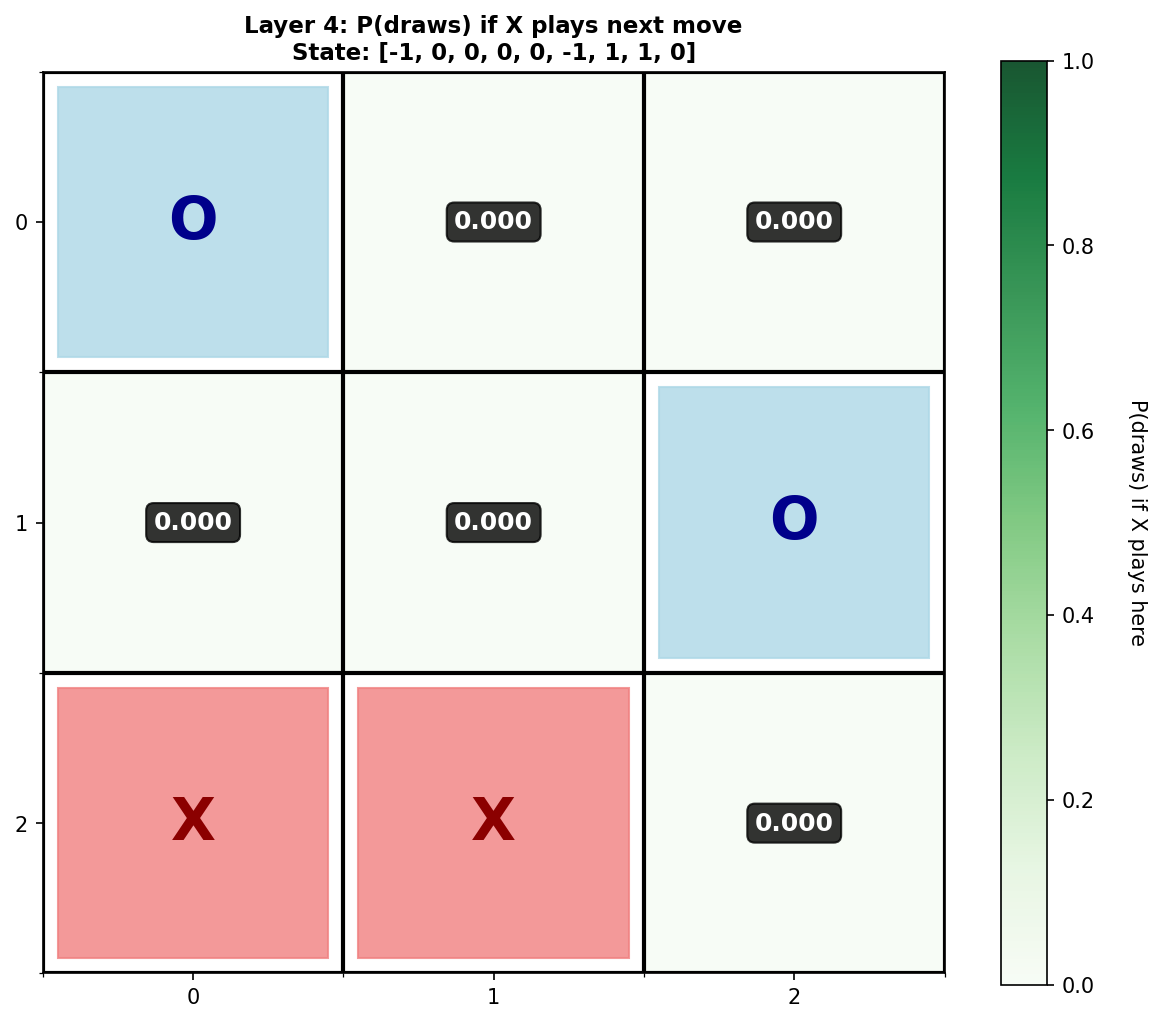 Layer 4: P(draws) if X plays next move
State: [-1, 0, 0, 0, 0, -1, 1, 1, 0]
0
O
0.000
0.000
1
0.000
0.000
O
2
X
X
0.000
0
1
2
1.0
0.8
0.6
0.4
0.2
0.0
P(draws) if X plays here